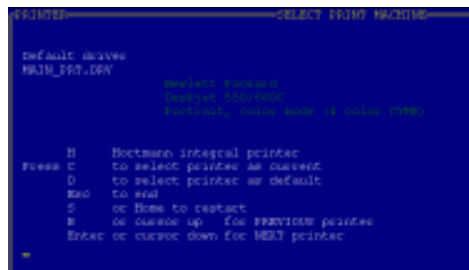 PRINTER SELECT PRINT MACHINE
Default driver
MAIN_PRT.DRV
Hewlett Packard
Deskjet 550/660C
Portrait, color mode (4 color CYMK)
H Hortmann integral printer
Press C to select printer as current
D to select printer as default
Esc to end
S or Home to restart
or cursor up for PREVIOUS printer
Enter or cursor down for NEXT printer